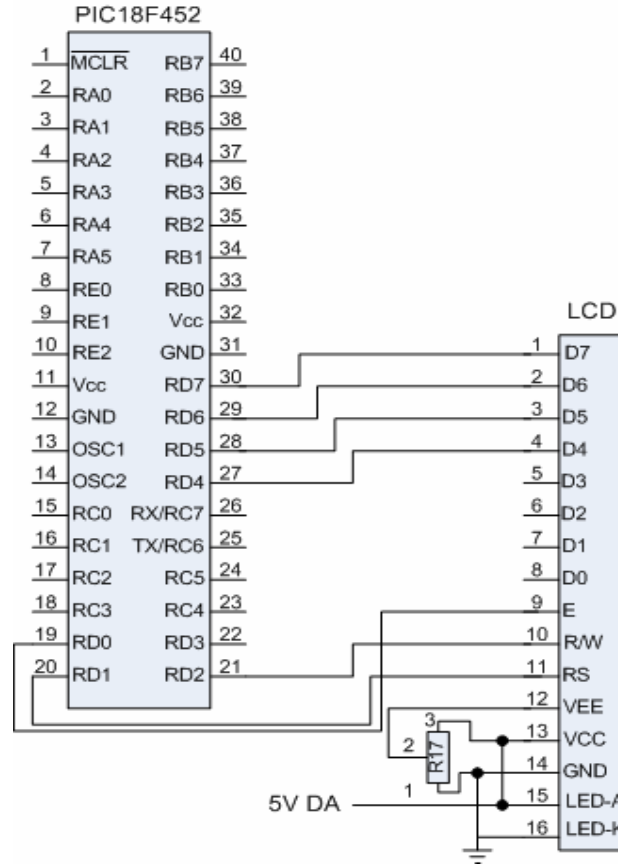 PIC18F452
1 MCLR RB7 40
2 RA0 RB6 39
3 RA1 RB5 38
4 RA2 RB4 37
5 RA3 RB3 36
6 RA4 RB2 35
7 RA5 RB1 34
8 RE0 RB0 33
9 RE1 Vcc 32
10 RE2 GND 31
11 Vcc RD7 30
12 GND RD6 29
13 OSC1 RD5 28
14 OSC2 RD4 27
15 RC0 RX/RC7 26
16 RC1 TX/RC6 25
17 RC2 RC5 24
18 RC3 RC4 23
19 RD0 RD3 22
20 RD1 RD2 21
LCD
1 D7
2 D6
3 D5
4 D4
5 D3
6 D2
7 D1
8 D0
9 E
10 R/W
11 RS
12 VEE
13 VCC
14 GND
15 LED-A
16 LED-K
3
2 R17
1
5V DA